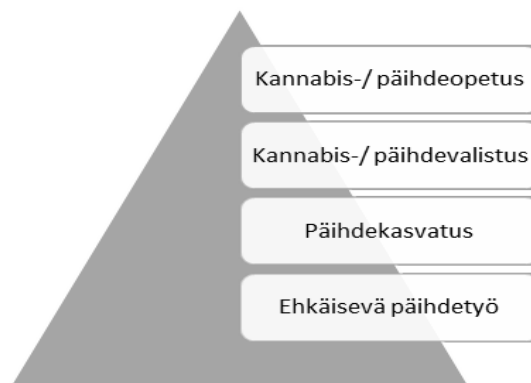 Kannabis-/ päihdeopetus
Kannabis-/ päihdevalistus
Päihdekasvatus
Ehkäisevä päihdetyö